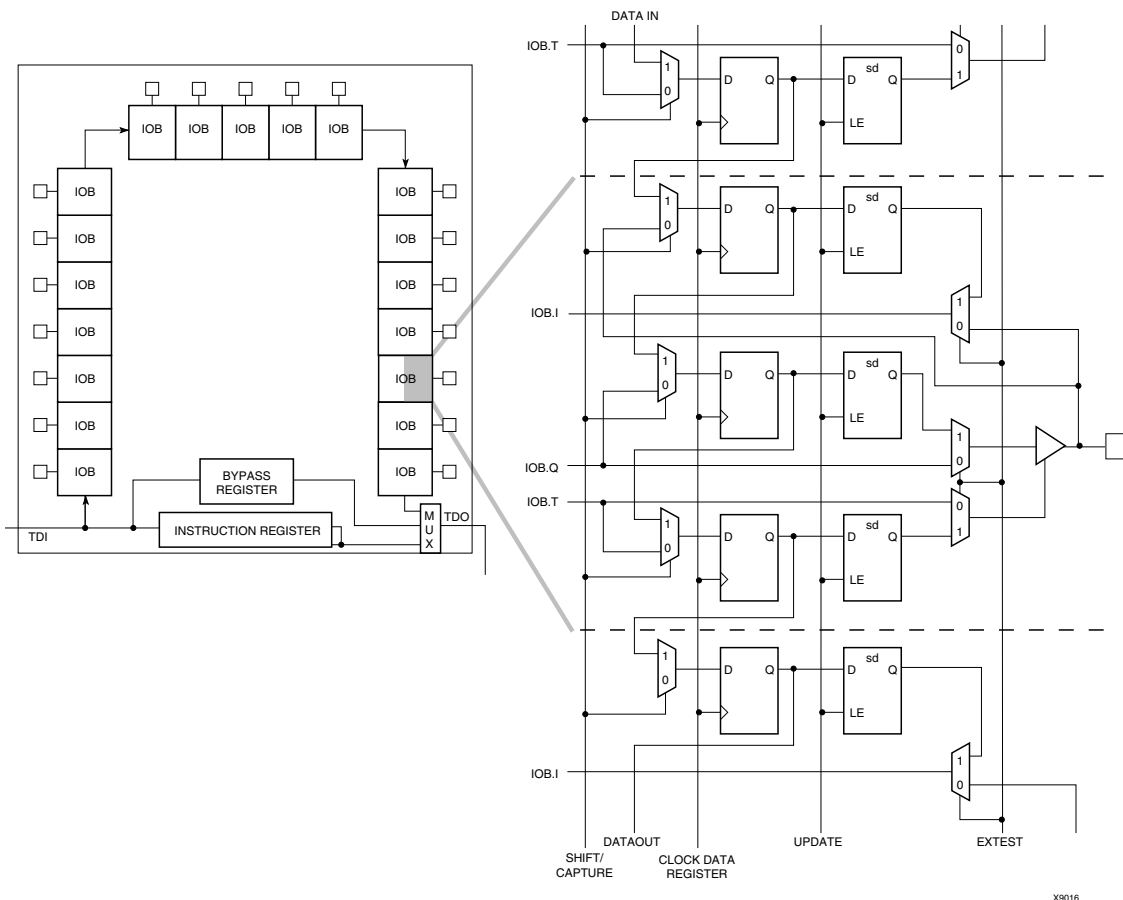 DATA IN
IOB.T
1
0
D Q
D sd Q
LE
0
1
IOB IOB IOB IOB IOB
IOB
IOB
IOB
IOB
IOB
IOB
IOB
IOB
IOB
IOB
IOB
IOB
IOB
IOB
BYPASS
REGISTER
INSTRUCTION REGISTER
M
U
X
TDO
TDI
1
0
D Q
D sd Q
LE
IOB.I
1
0
1
0
D Q
D sd Q
LE
1
0
IOB.Q
IOB.T
0
1
1
0
D Q
D sd Q
LE
1
0
D Q
D sd Q
LE
IOB.I
1
0
DATAOUT
UPDATE
EXTEST
SHIFT/
CAPTURE
CLOCK DATA
REGISTER
X9016